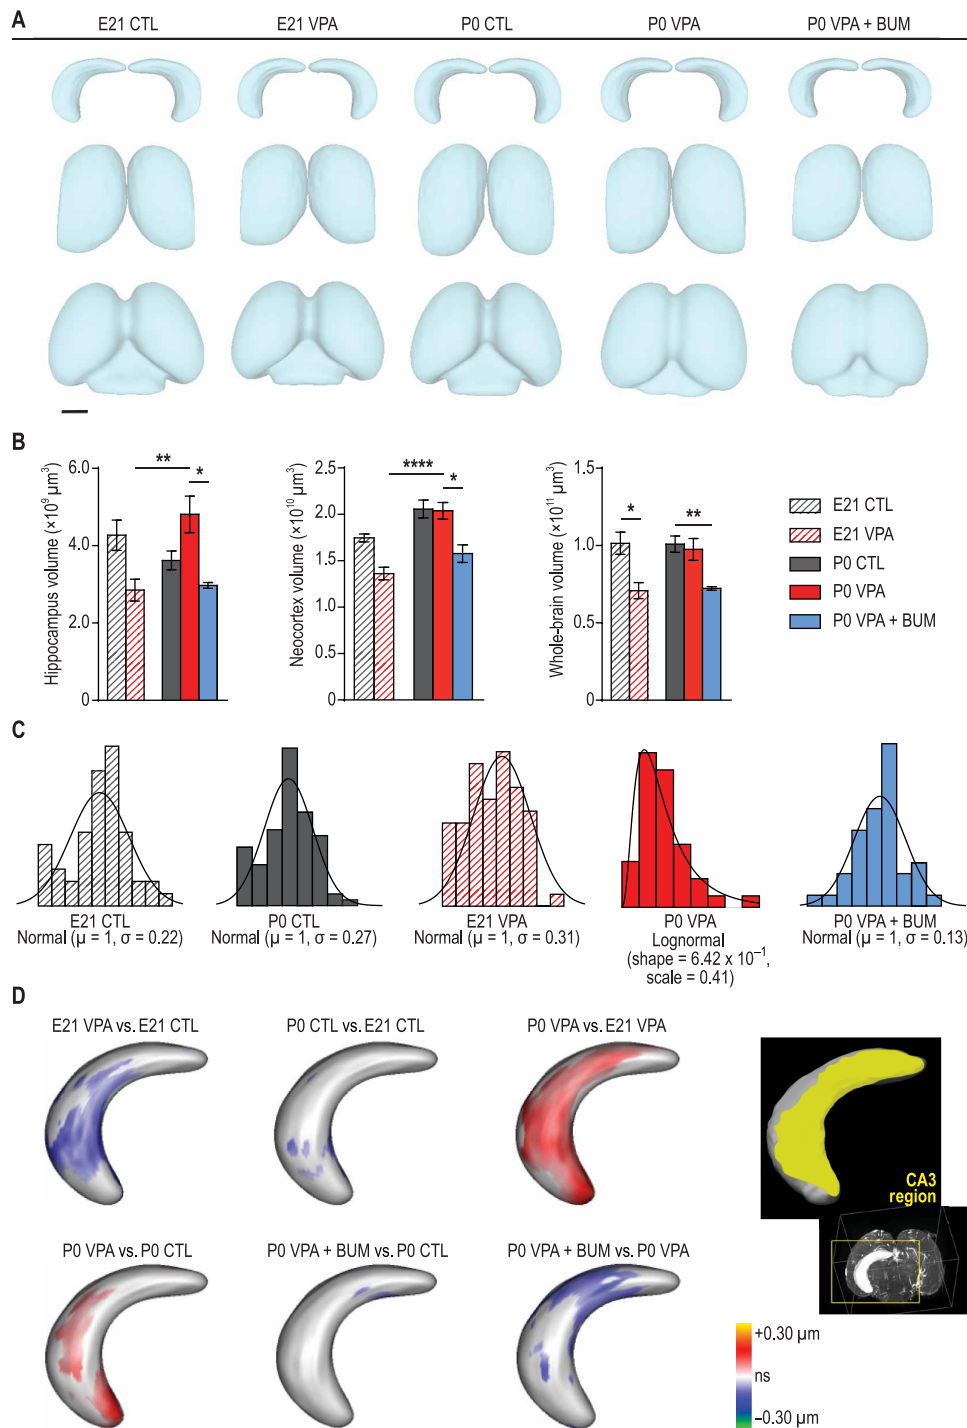 A
E21 CTL E21 VPA P0 CTL P0 VPA P0 VPA + BUM
B
Hippocampus volume (×10⁹ µm³)
6.0
4.0
2.0
0
** *
Neocortex volume (×10¹⁰ µm³)
2.5
2.0
1.5
1.0
0.5
0
**** *
Whole-brain volume (×10¹¹ µm³)
1.5
1.0
0.5
0
* **
E21 CTL
E21 VPA
P0 CTL
P0 VPA
P0 VPA + BUM
C
E21 CTL
Normal (µ = 1, σ = 0.22)
P0 CTL
Normal (µ = 1, σ = 0.27)
E21 VPA
Normal (µ = 1, σ = 0.31)
P0 VPA
Lognormal
(shape = 6.42 x 10⁻¹,
scale = 0.41)
P0 VPA + BUM
Normal (µ = 1, σ = 0.13)
D
E21 VPA vs. E21 CTL
P0 CTL vs. E21 CTL
P0 VPA vs. E21 VPA
CA3
region
P0 VPA vs. P0 CTL
P0 VPA + BUM vs. P0 CTL
P0 VPA + BUM vs. P0 VPA
+0.30 µm
ns
−0.30 µm